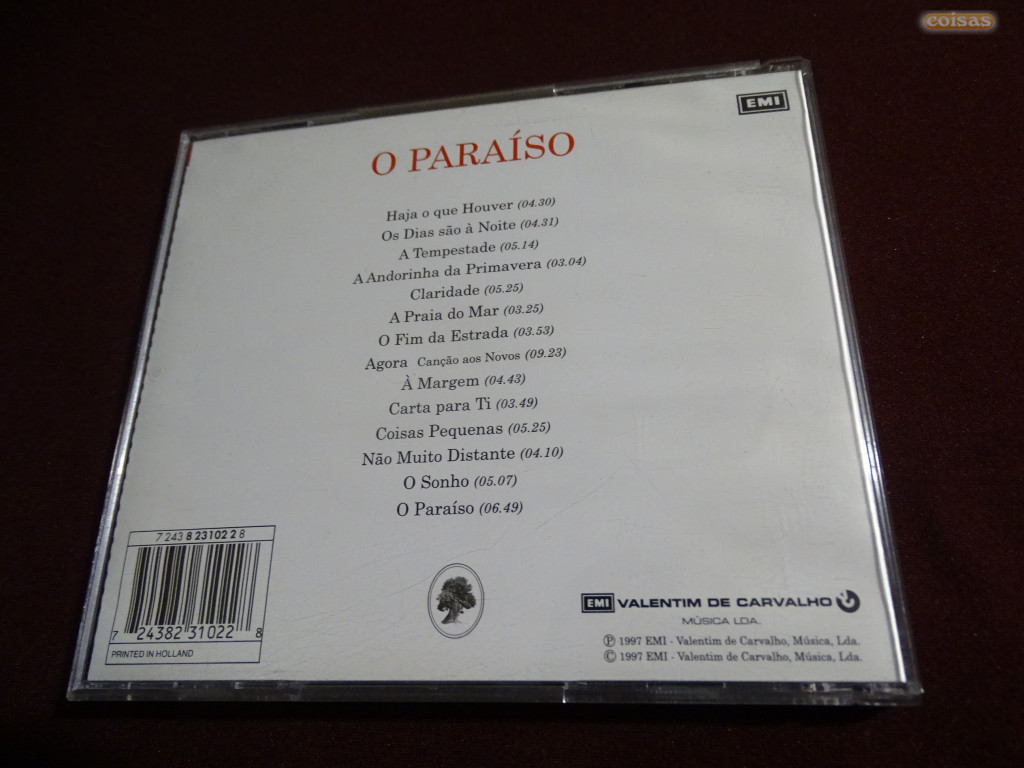 coisas
EMI
O PARAÍSO
Haja o que Houver (04.30)
Os Dias são à Noite (04.31)
A Tempestade (05.14)
A Andorinha da Primavera (03.04)
Claridade (05.25)
A Praia do Mar (03.25)
O Fim da Estrada (03.53)
Agora Canção aos Novos (09.23)
À Margem (04.43)
Carta para Ti (03.49)
Coisas Pequenas (05.25)
Não Muito Distante (04.10)
O Sonho (05.07)
O Paraíso (06.49)
7 243 8 23102 2 8
7 24382 31022 8
PRINTED IN HOLLAND
EMI VALENTIM DE CARVALHO
MÚSICA LDA.
℗ 1997 EMI - Valentim de Carvalho, Música, Lda.
© 1997 EMI - Valentim de Carvalho, Música, Lda.